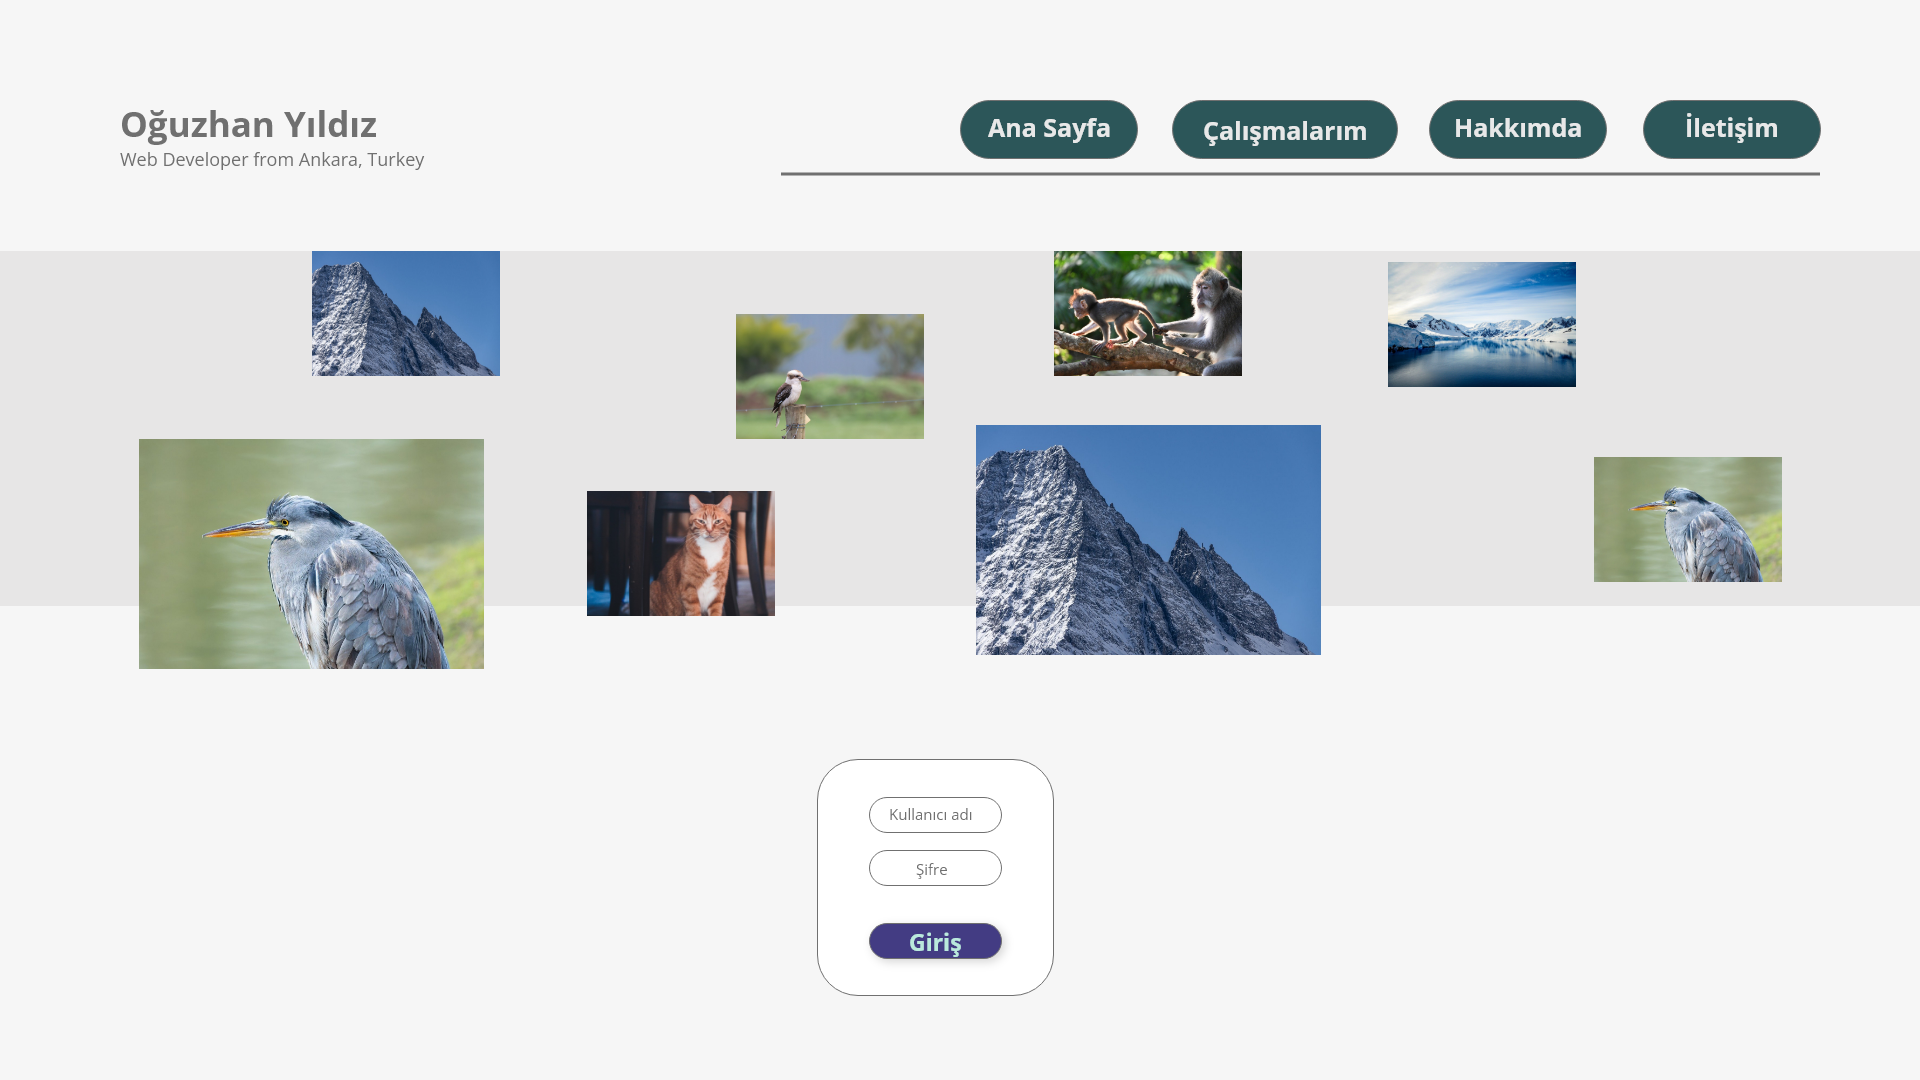 Oğuzhan Yıldız
Web Developer from Ankara, Turkey
Ana Sayfa
Çalışmalarım
Hakkımda
İletişim
Kullanıcı adı
Şifre
Giriş